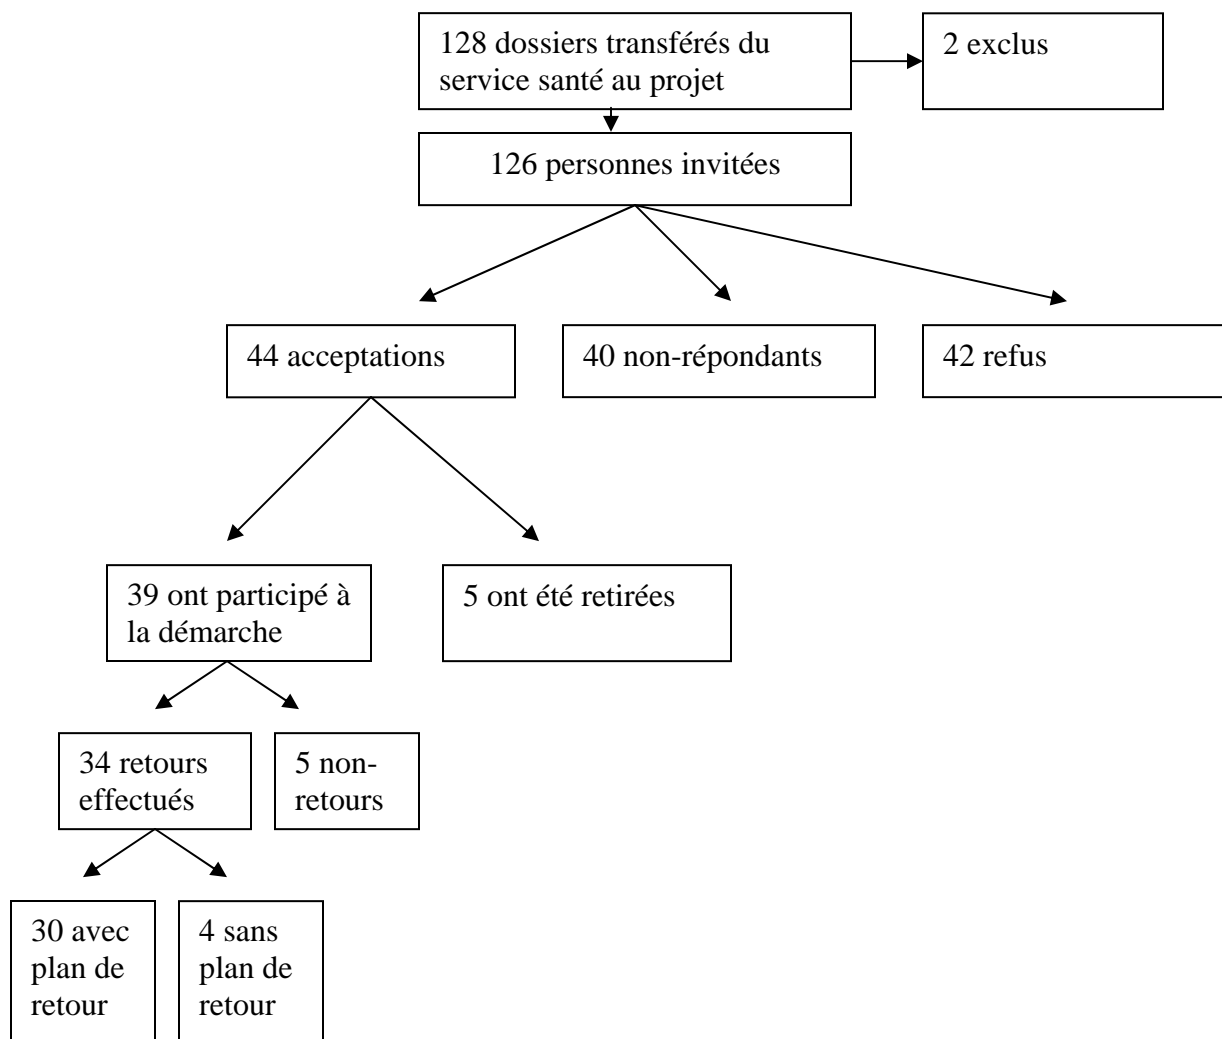 128 dossiers transférés du
service santé au projet
2 exclus
126 personnes invitées
44 acceptations
40 non-répondants
42 refus
39 ont participé à
la démarche
5 ont été retirées
34 retours
effectués
5 non-
retours
30 avec
plan de
retour
4 sans
plan de
retour